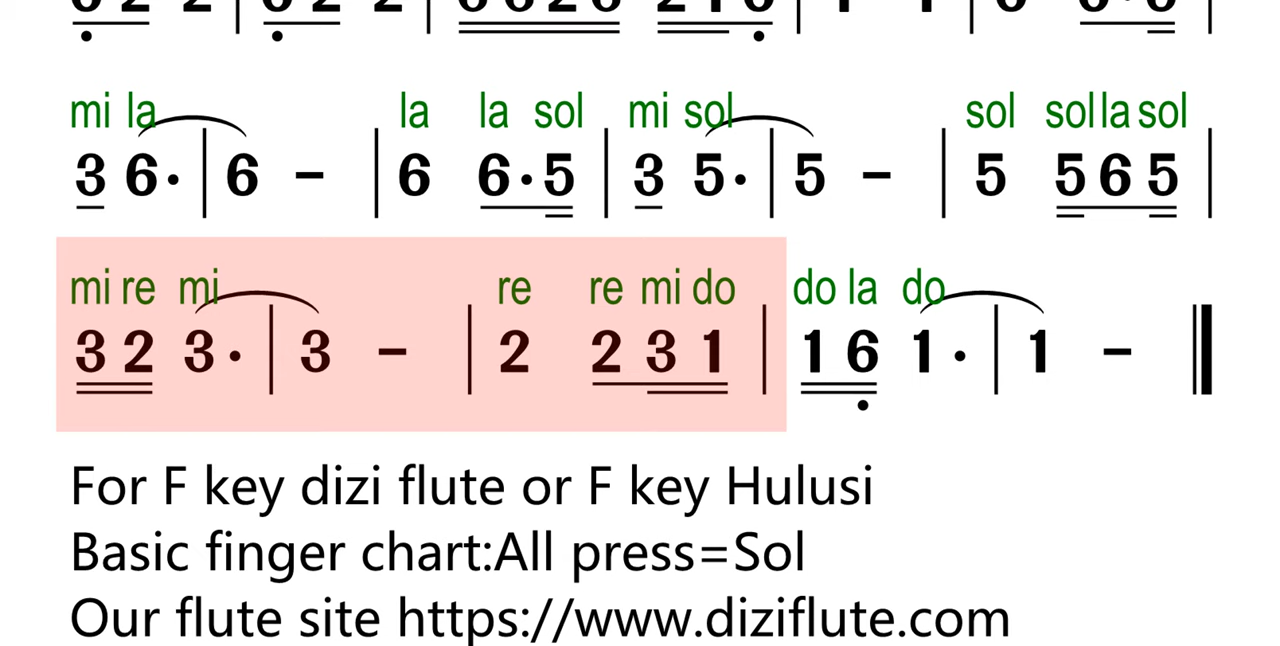 mi la la la sol mi sol sol sol la sol
3 6· | 6 – | 6 6·5 | 3 5· | 5 – | 5 5 6 5 |
mi re mi re re mi do do la do
3 2 3· | 3 – | 2 2 3 1 | 1 6 1· | 1 – ‖
For F key dizi flute or F key Hulusi
Basic finger chart:All press=Sol
Our flute site https://www.diziflute.com